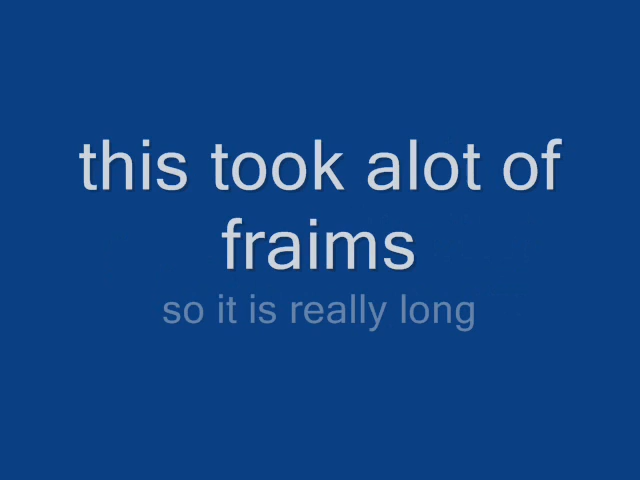 this took alot of
fraims
so it is really long